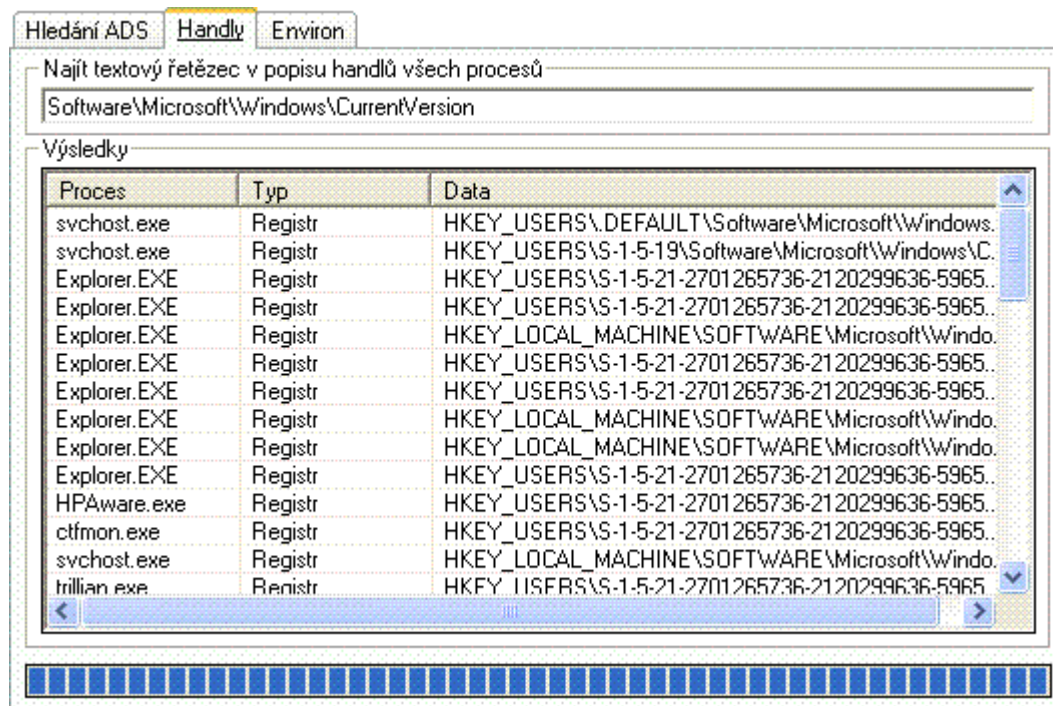 Hledání ADS Handly Environ
Najít textový řetězec v popisu handlů všech procesů
Software\Microsoft\Windows\CurrentVersion
Výsledky
Proces Typ Data
svchost.exe Registr HKEY_USERS\.DEFAULT\Software\Microsoft\Windows.
svchost.exe Registr HKEY_USERS\S-1-5-19\Software\Microsoft\Windows\C.
Explorer.EXE Registr HKEY_USERS\S-1-5-21-2701265736-2120299636-5965..
Explorer.EXE Registr HKEY_USERS\S-1-5-21-2701265736-2120299636-5965..
Explorer.EXE Registr HKEY_LOCAL_MACHINE\SOFTWARE\Microsoft\Windo.
Explorer.EXE Registr HKEY_USERS\S-1-5-21-2701265736-2120299636-5965..
Explorer.EXE Registr HKEY_USERS\S-1-5-21-2701265736-2120299636-5965..
Explorer.EXE Registr HKEY_LOCAL_MACHINE\SOFTWARE\Microsoft\Windo.
Explorer.EXE Registr HKEY_LOCAL_MACHINE\SOFTWARE\Microsoft\Windo.
Explorer.EXE Registr HKEY_USERS\S-1-5-21-2701265736-2120299636-5965..
HPAware.exe Registr HKEY_USERS\S-1-5-21-2701265736-2120299636-5965..
ctfmon.exe Registr HKEY_USERS\S-1-5-21-2701265736-2120299636-5965..
svchost.exe Registr HKEY_LOCAL_MACHINE\SOFTWARE\Microsoft\Windo.
trillian.exe Registr HKEY_USERS\S-1-5-21-2701265736-2120299636-5965